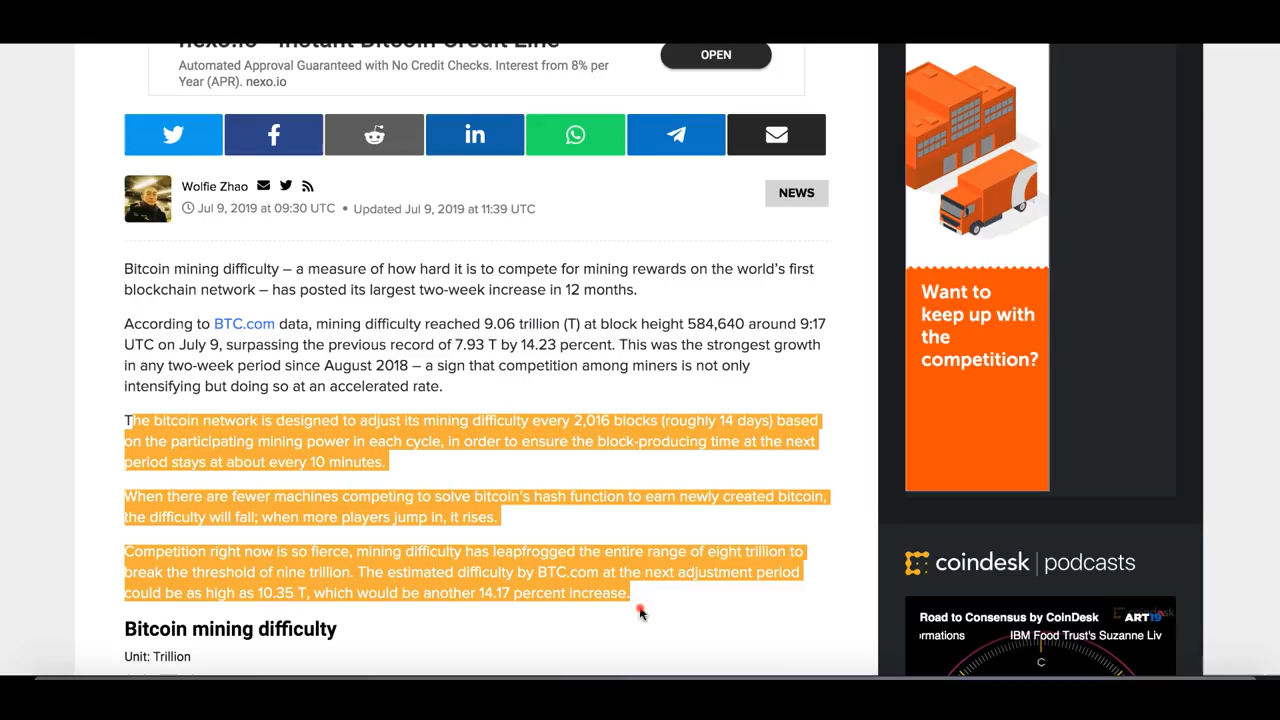 nexo.io - Instant Bitcoin Credit Line
Automated Approval Guaranteed with No Credit Checks. Interest from 8% per
Year (APR). nexo.io
OPEN
Wolfie Zhao
Jul 9, 2019 at 09:30 UTC • Updated Jul 9, 2019 at 11:39 UTC
NEWS
Bitcoin mining difficulty – a measure of how hard it is to compete for mining rewards on the world's first
blockchain network – has posted its largest two-week increase in 12 months.
According to BTC.com data, mining difficulty reached 9.06 trillion (T) at block height 584,640 around 9:17
UTC on July 9, surpassing the previous record of 7.93 T by 14.23 percent. This was the strongest growth
in any two-week period since August 2018 – a sign that competition among miners is not only
intensifying but doing so at an accelerated rate.
The bitcoin network is designed to adjust its mining difficulty every 2,016 blocks (roughly 14 days) based
on the participating mining power in each cycle, in order to ensure the block-producing time at the next
period stays at about every 10 minutes.
When there are fewer machines competing to solve bitcoin's hash function to earn newly created bitcoin,
the difficulty will fall; when more players jump in, it rises.
Competition right now is so fierce, mining difficulty has leapfrogged the entire range of eight trillion to
break the threshold of nine trillion. The estimated difficulty by BTC.com at the next adjustment period
could be as high as 10.35 T, which would be another 14.17 percent increase.
Bitcoin mining difficulty
Unit: Trillion
Want to
keep up with
the
competition?
coindesk | podcasts
Road to Consensus by CoinDesk
ART19
coindesk
ormations
IBM Food Trust's Suzanne Liv
C